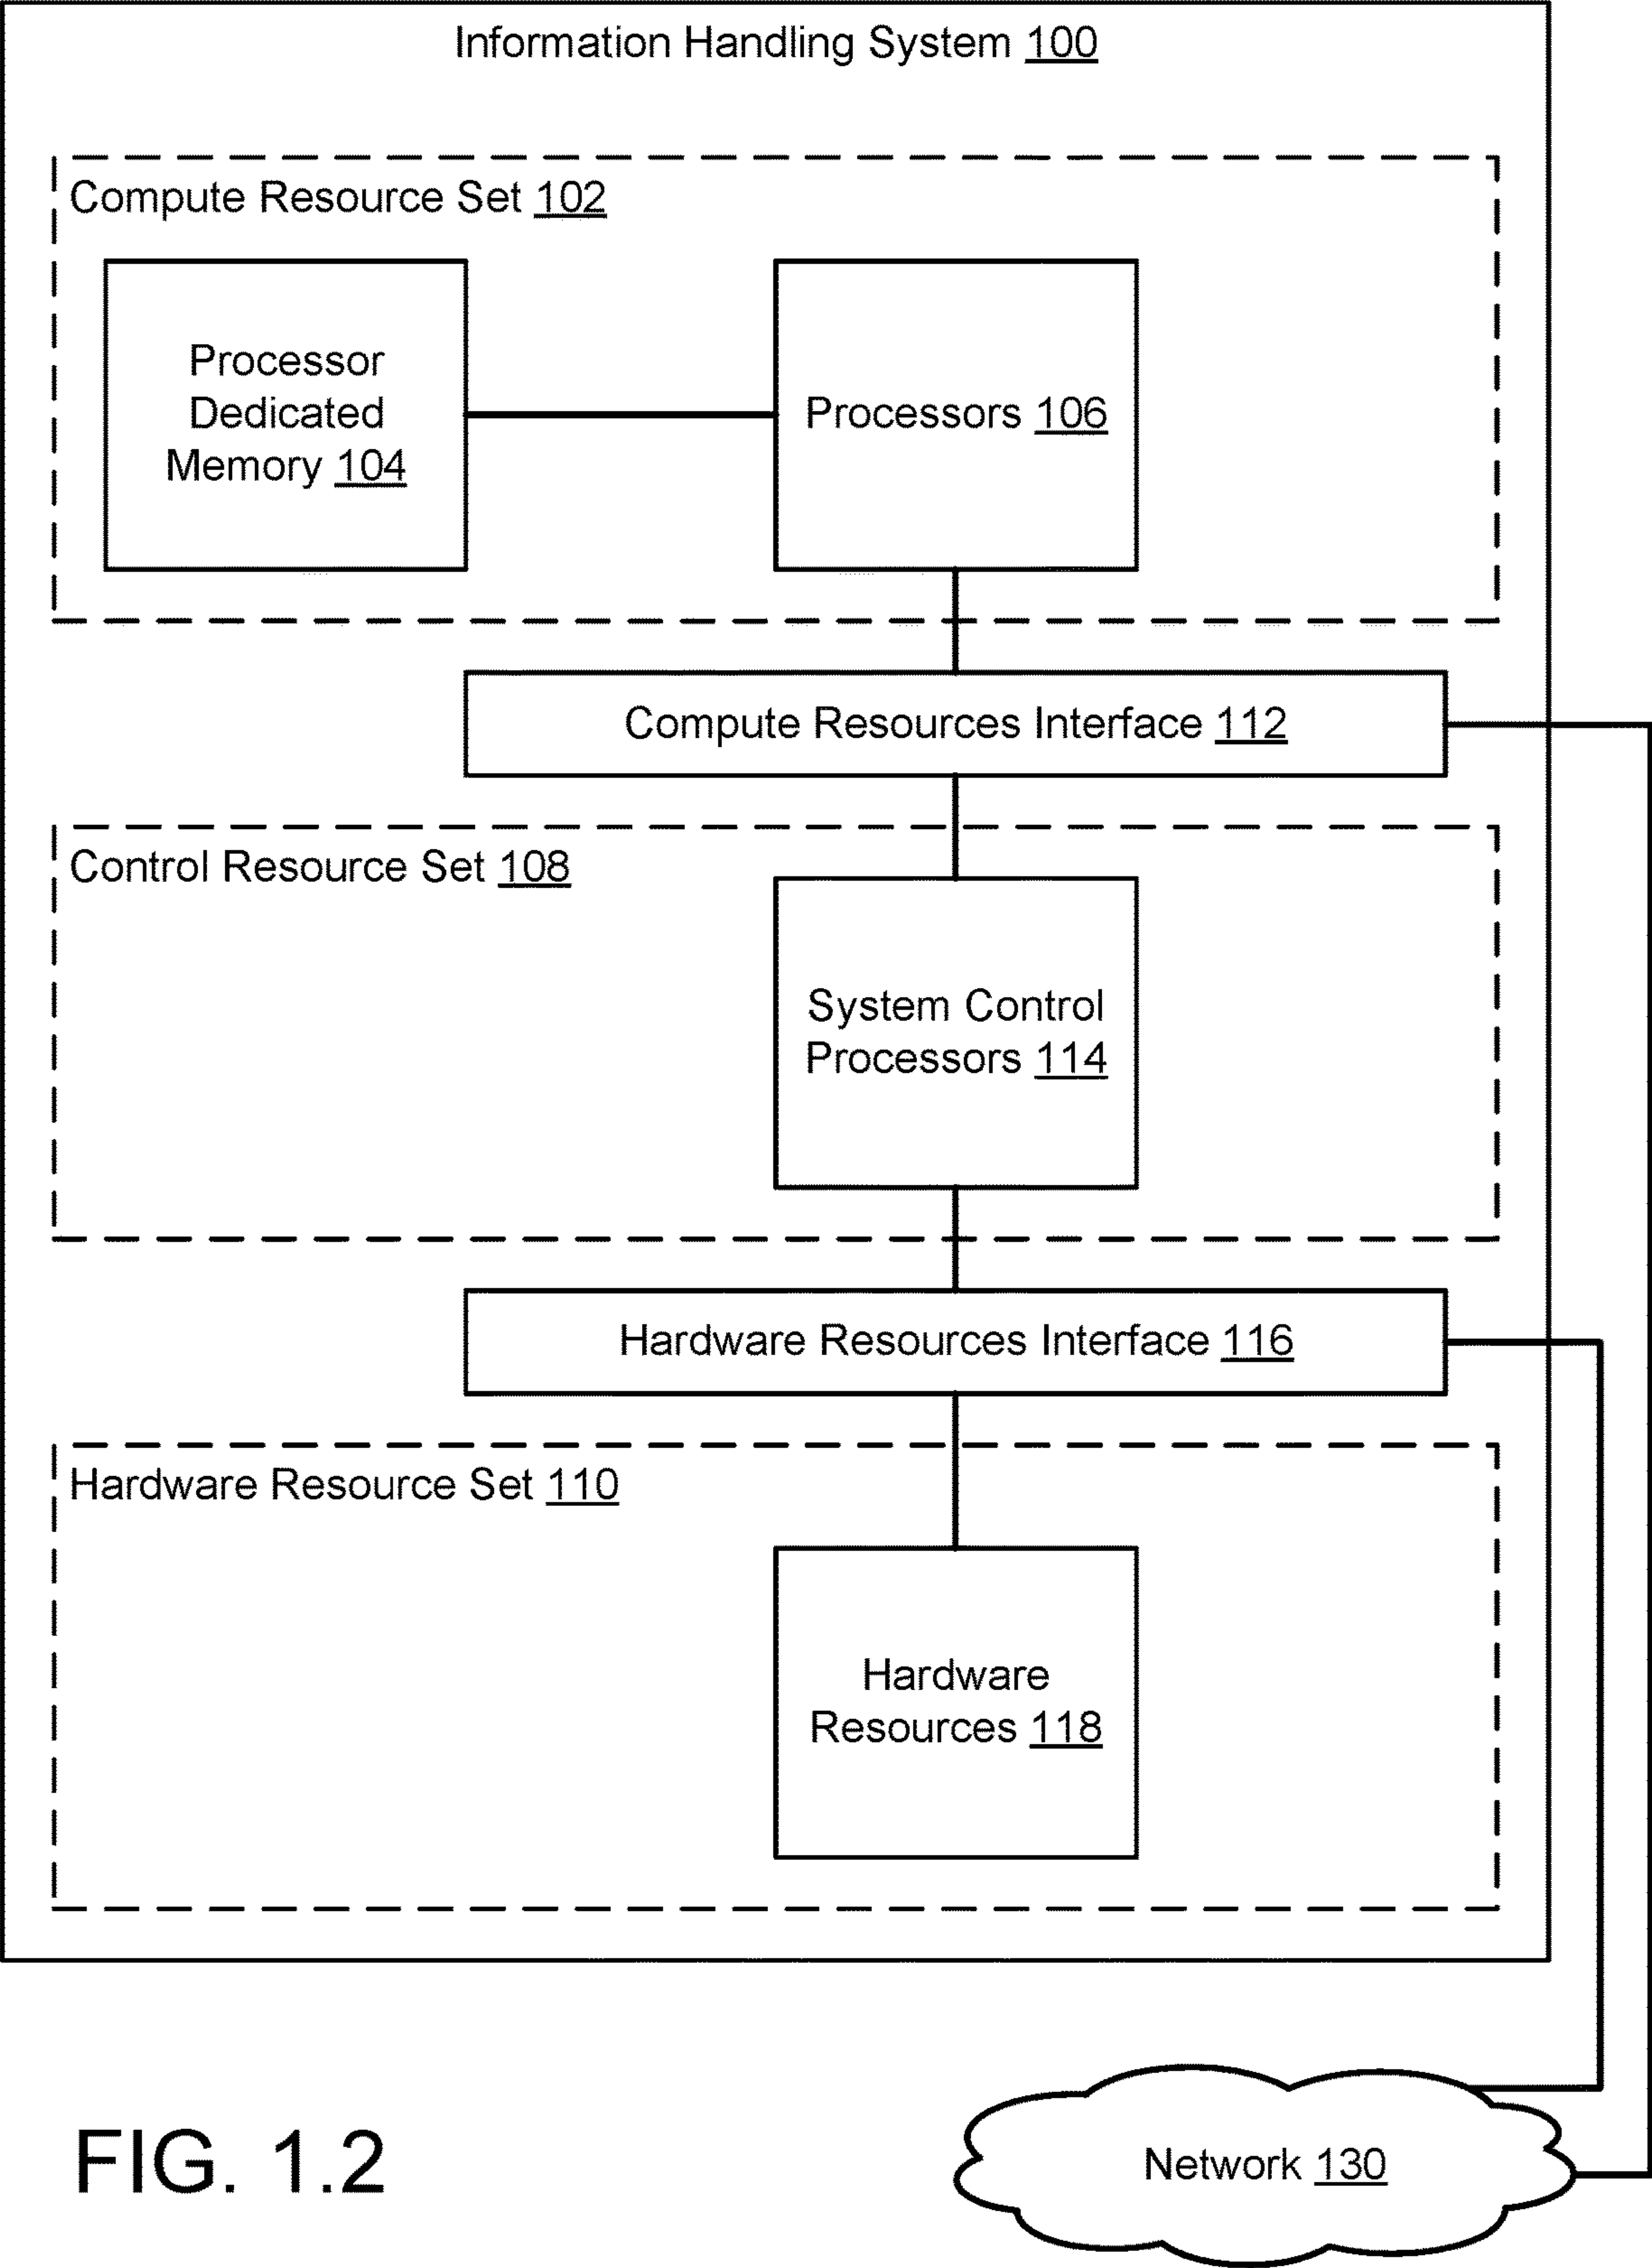 Information Handling System 100
Compute Resource Set 102
Processor
Dedicated
Memory 104
Processors 106
Compute Resources Interface 112
Control Resource Set 108
System Control
Processors 114
Hardware Resources Interface 116
Hardware Resource Set 110
Hardware
Resources 118
Network 130
FIG. 1.2